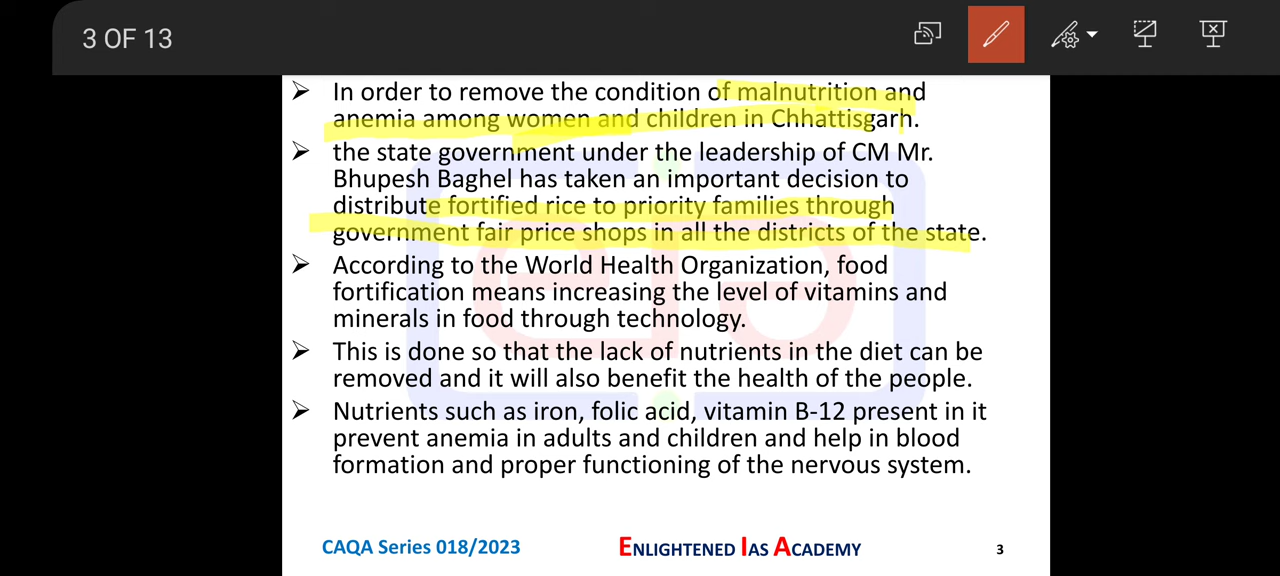 3 OF 13
➢ In order to remove the condition of malnutrition and
anemia among women and children in Chhattisgarh.
➢ the state government under the leadership of CM Mr.
Bhupesh Baghel has taken an important decision to
distribute fortified rice to priority families through
government fair price shops in all the districts of the state.
➢ According to the World Health Organization, food
fortification means increasing the level of vitamins and
minerals in food through technology.
➢ This is done so that the lack of nutrients in the diet can be
removed and it will also benefit the health of the people.
➢ Nutrients such as iron, folic acid, vitamin B-12 present in it
prevent anemia in adults and children and help in blood
formation and proper functioning of the nervous system.
CAQA Series 018/2023 ENLIGHTENED IAS ACADEMY 3